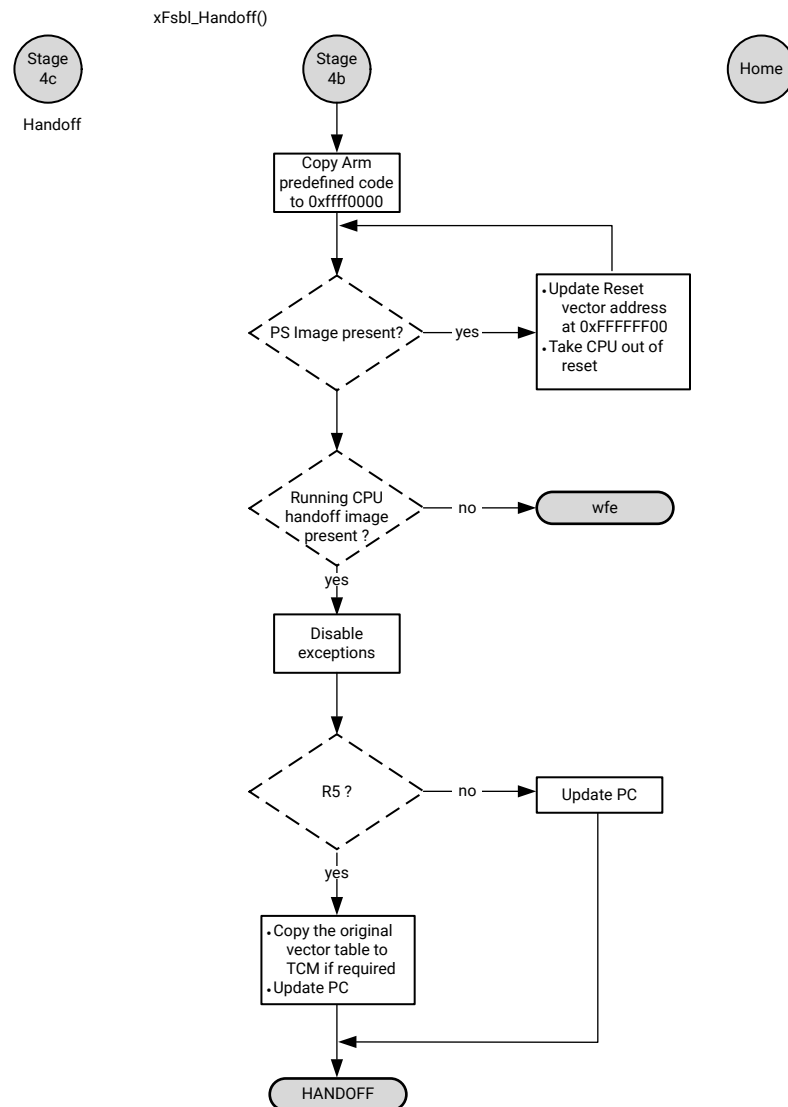 xFsbl_Handoff()
Stage
4c
Stage
4b
Home
Handoff
Copy Arm
predefined code
to 0xffff0000
PS Image present?
yes
•Update Reset
vector address
at 0xFFFFFF00
•Take CPU out of
reset
Running CPU
handoff image
present ?
no
wfe
yes
Disable
exceptions
R5 ?
no
Update PC
yes
•Copy the original
vector table to
TCM if required
•Update PC
HANDOFF